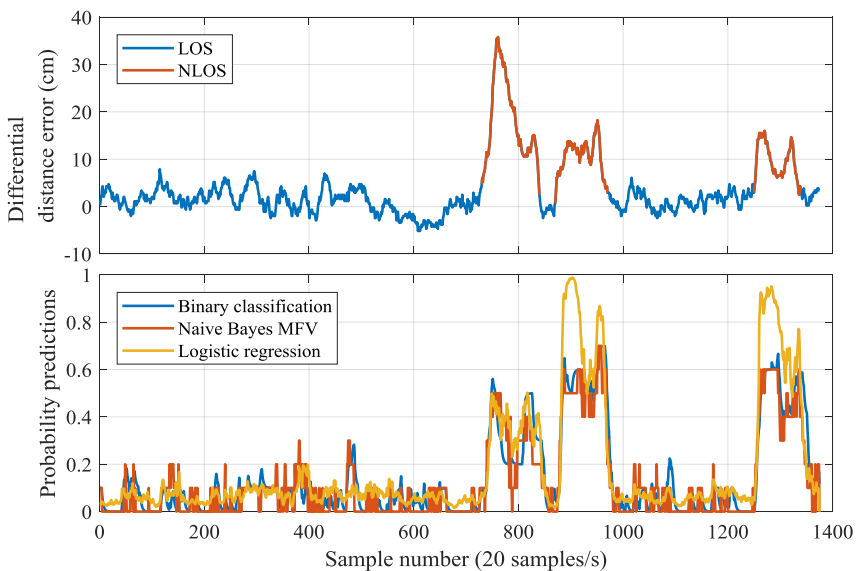 40
30
20
10
0
-10
Differential
distance error (cm)
LOS
NLOS
1
0.8
0.6
0.4
0.2
0
Probability predictions
Binary classification
Naive Bayes MFV
Logistic regression
0 200 400 600 800 1000 1200 1400
Sample number (20 samples/s)